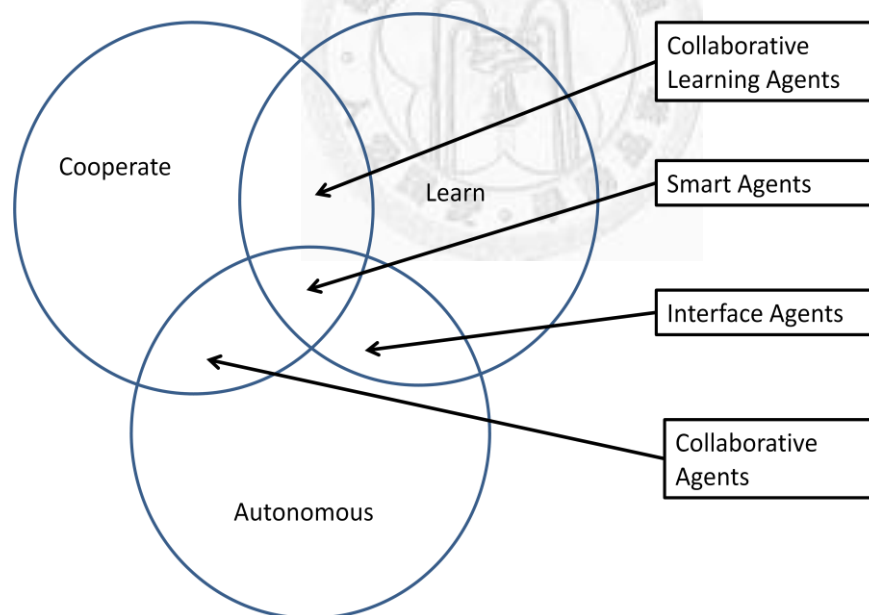 Collaborative
Learning Agents
Cooperate
Learn
Smart Agents
Interface Agents
Collaborative
Agents
Autonomous